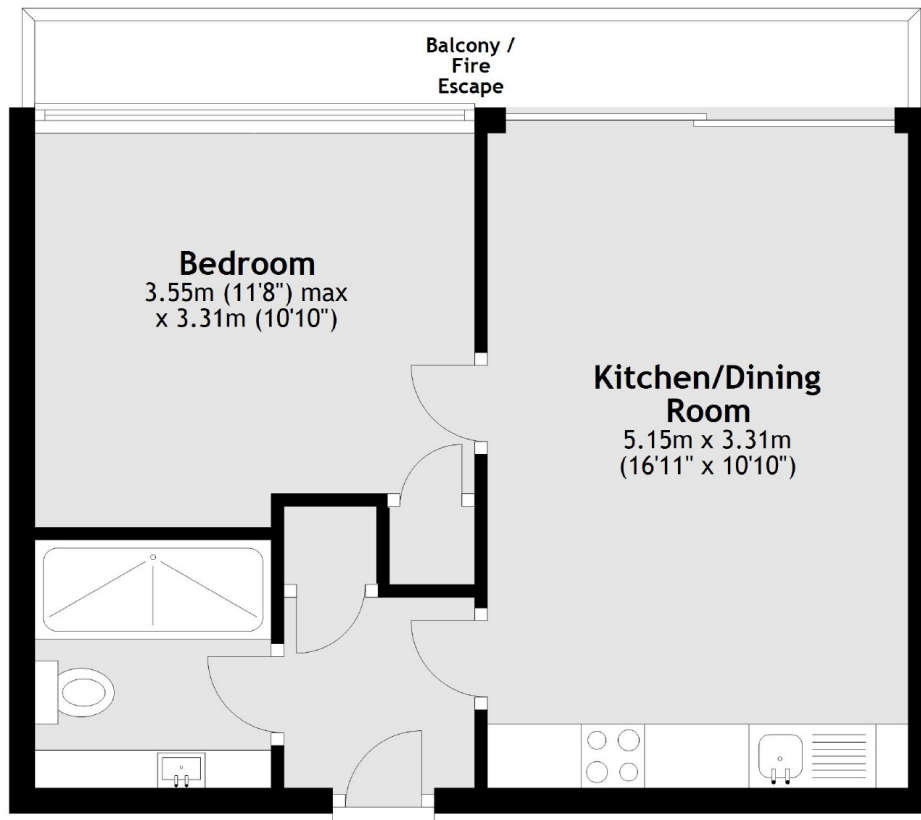 Balcony /
Fire
Escape
Bedroom
3.55m (11'8") max
x 3.31m (10'10")
Kitchen/Dining
Room
5.15m x 3.31m
(16'11" x 10'10")